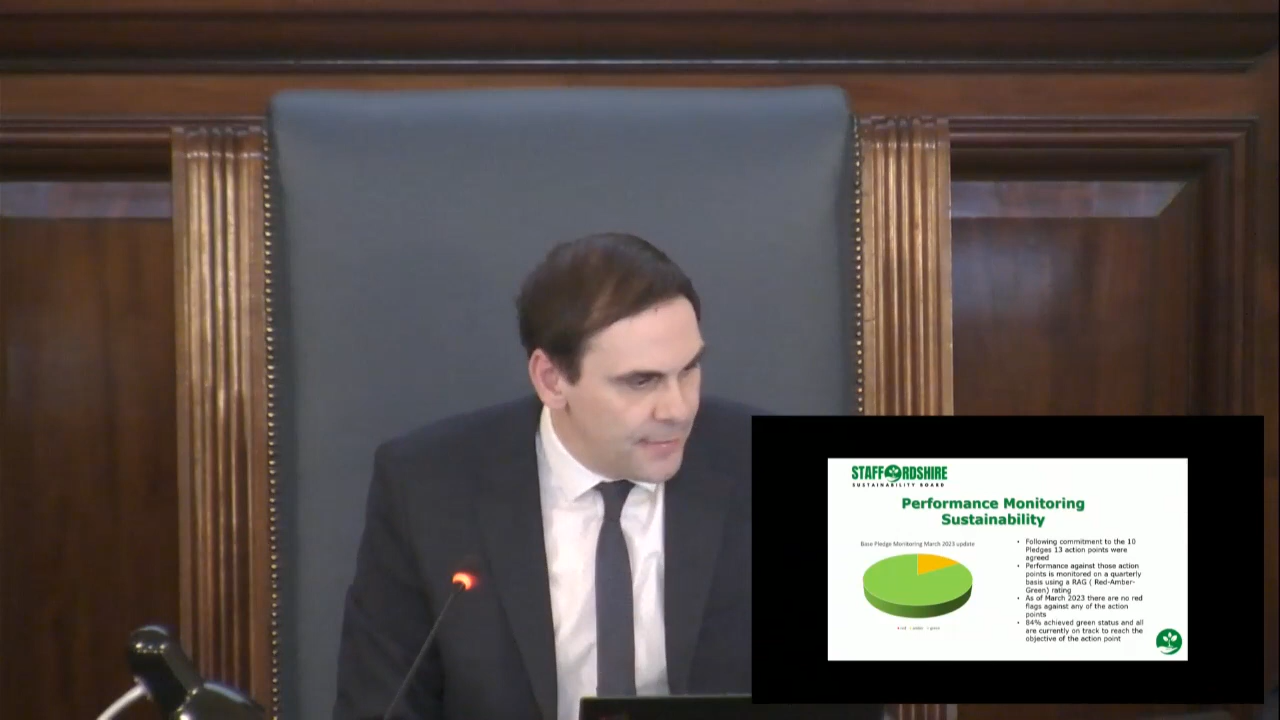 STAFFORDSHIRE
SUSTAINABILITY BOARD
Performance Monitoring
Sustainability
Base Pledge Monitoring March 2023 update
red amber green
• Following commitment to the 10
Pledges 13 action points were
agreed
• Performance against those action
points is monitored on a quarterly
basis using a RAG ( Red-Amber-
Green) rating
• As of March 2023 there are no red
flags against any of the action
points
• 84% achieved green status and all
are currently on track to reach the
objective of the action point